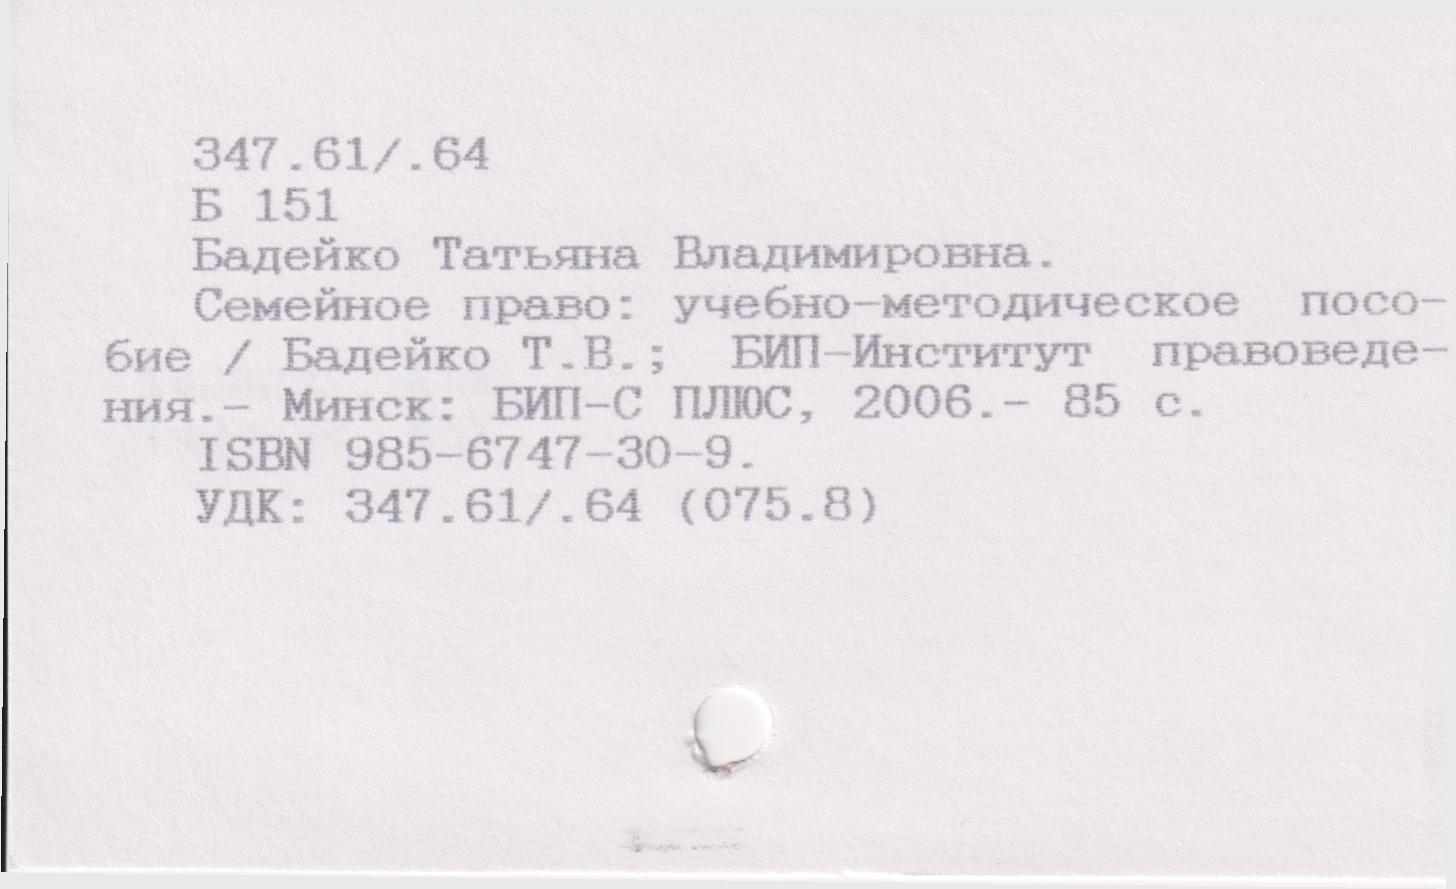 347.61/.64
Б 151
Бадейко Татьяна Владимировна.
Семейное право: учебно-методическое посо-
бие / Бадейко Т.В.; БИП-Институт правоведе-
ния.- Минск: БИП-С ПЛЮС, 2006.- 85 с.
ISBN 985-6747-30-9.
УДК: 347.61/.64 (075.8)